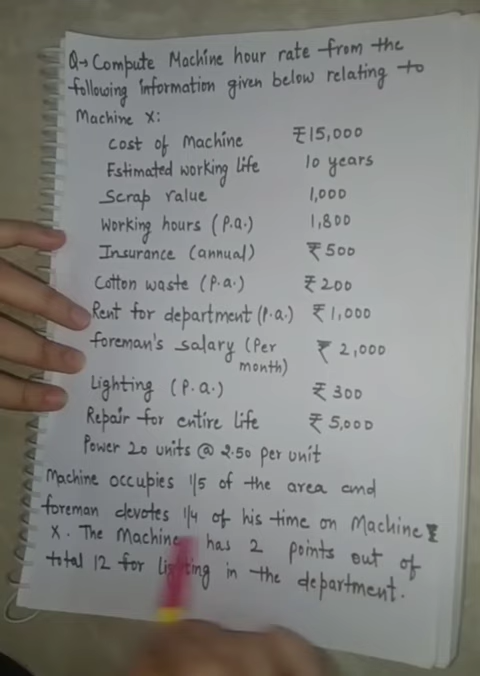 Q→ Compute Machine hour rate from the
following information given below relating to
Machine X:
Cost of Machine ₹15,000
Estimated working life 10 years
Scrap value 1,000
Working hours (P.a.) 1,800
Insurance (annual) ₹500
Cotton waste (P.a.) ₹200
Rent for department (P.a.) ₹1,000
foreman's salary (Per month) ₹ 2,000
Lighting (P.a.) ₹ 300
Repair for entire life ₹ 5,000
Power 20 units @ 2.50 per unit
Machine occupies 1/5 of the area and
foreman devotes 1/4 of his time on Machine
X. The Machine has 2 points out of
total 12 for lighting in the department.